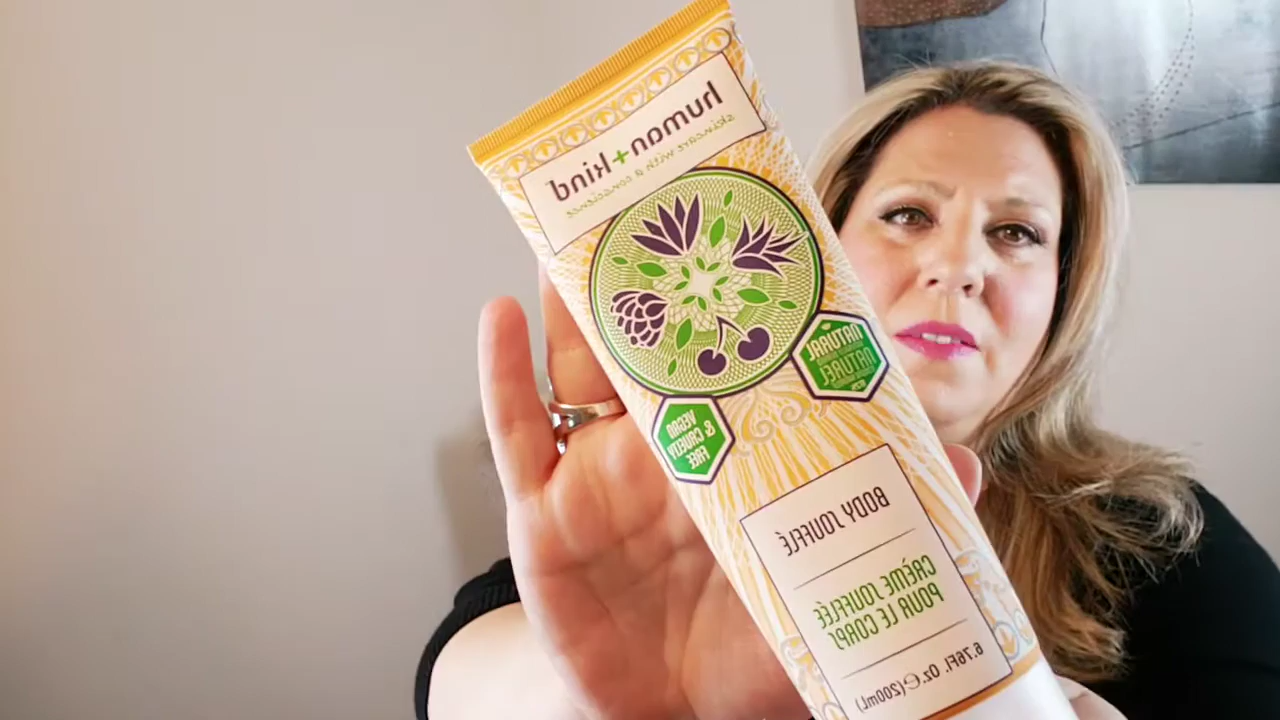 human+kind
skincare with a conscience
NATURAL
NATUREL
VEGAN
& CRUELTY
FREE
BODY SOUFFLÉ
CRÈME SOUFFLÉE
POUR LE CORPS
6.76Fl. Oz. e (200mL)